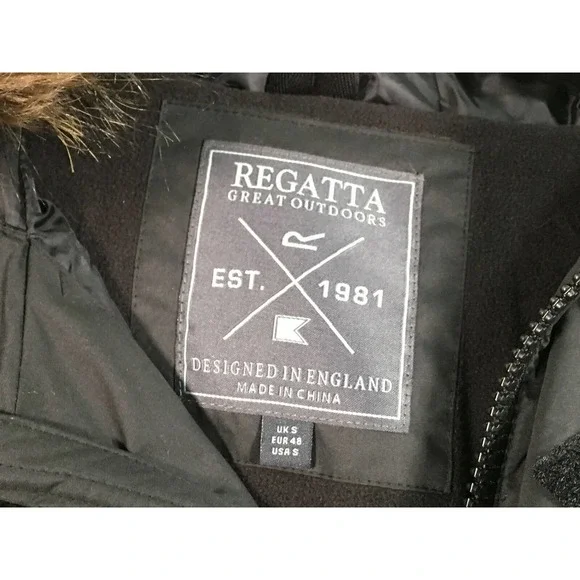 REGATTA
GREAT OUTDOORS
R
EST. 1981
DESIGNED IN ENGLAND
MADE IN CHINA
UK S
EUR 48
USA S